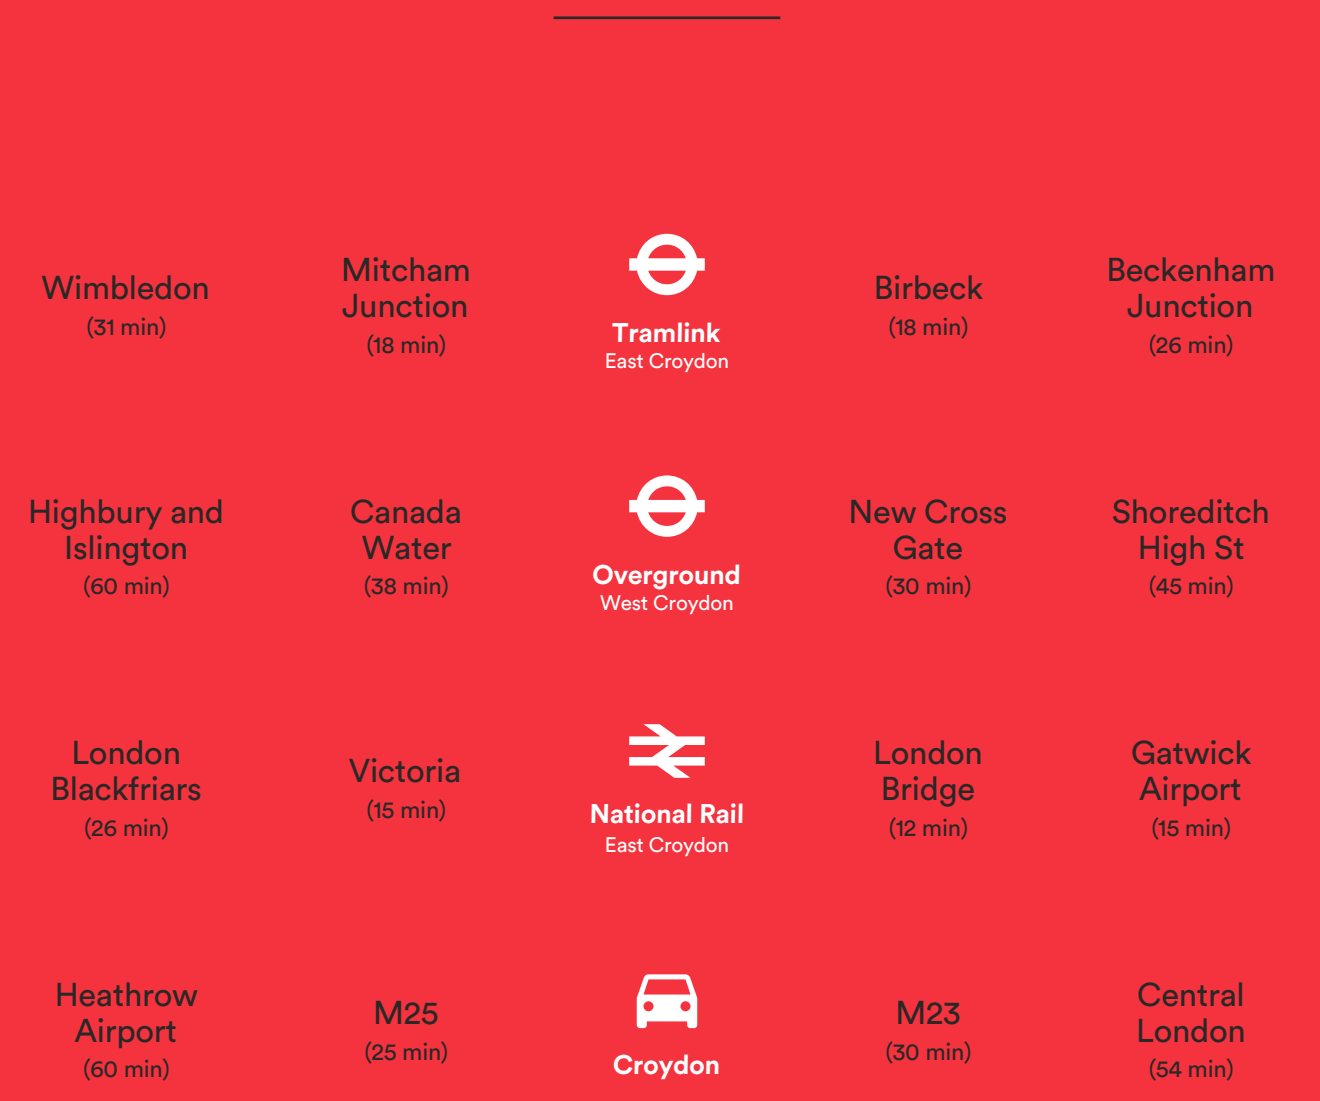 Wimbledon
(31 min)
Mitcham
Junction
(18 min)
Tramlink
East Croydon
Birbeck
(18 min)
Beckenham
Junction
(26 min)
Highbury and
Islington
(60 min)
Canada
Water
(38 min)
Overground
West Croydon
New Cross
Gate
(30 min)
Shoreditch
High St
(45 min)
London
Blackfriars
(26 min)
Victoria
(15 min)
National Rail
East Croydon
London
Bridge
(12 min)
Gatwick
Airport
(15 min)
Heathrow
Airport
(60 min)
M25
(25 min)
Croydon
M23
(30 min)
Central
London
(54 min)